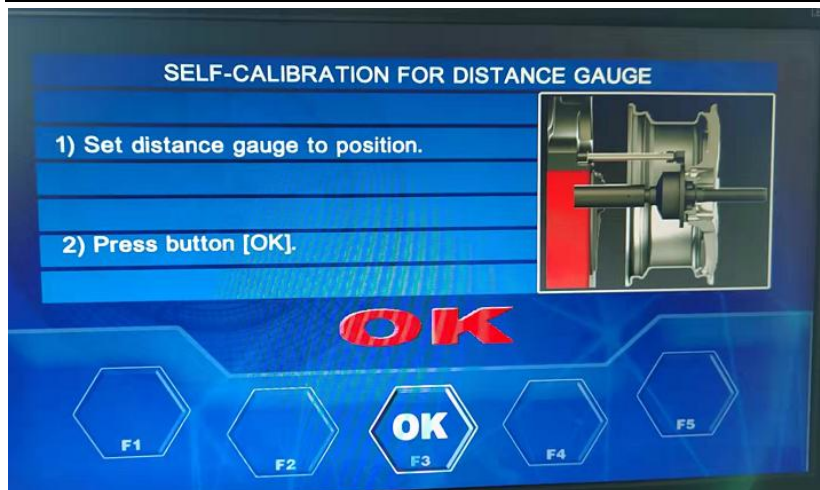 SELF-CALIBRATION FOR DISTANCE GAUGE
1) Set distance gauge to position.
2) Press button [OK].
OK
OK
F1
F2
F3
F4
F5